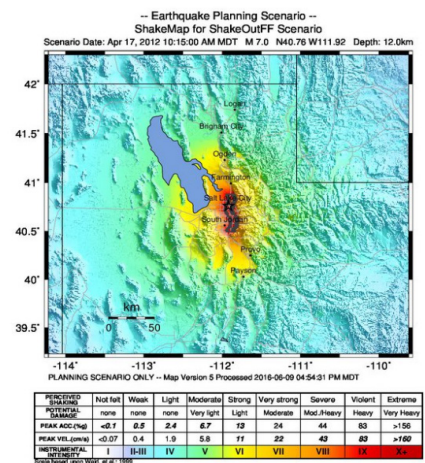 -- Earthquake Planning Scenario --
ShakeMap for ShakeOutFF Scenario
Scenario Date: Apr 17, 2012 10:15:00 AM MDT M 7.0 N40.76 W111.92 Depth: 12.0km
42˚
41.5˚
41˚
40.5˚
40˚
39.5˚
Logan
Brigham City
Ogden
Farmington
Salt Lake City
South Jordan
Provo
Payson
km
0 50
-114˚ -113˚ -112˚ -111˚ -110˚
PLANNING SCENARIO ONLY -- Map Version 5 Processed 2016-06-09 04:54:31 PM MDT
PERCEIVED SHAKING Not felt Weak Light Moderate Strong Very strong Severe Violent Extreme
POTENTIAL DAMAGE none none none Very light Light Moderate Mod./Heavy Heavy Very Heavy
PEAK ACC.(%g) <0.1 0.5 2.4 6.7 13 24 44 83 >156
PEAK VEL.(cm/s) <0.07 0.4 1.9 5.8 11 22 43 83 >160
INSTRUMENTAL INTENSITY I II-III IV V VI VII VIII IX X+
Scale based upon Worden et al.; 1999